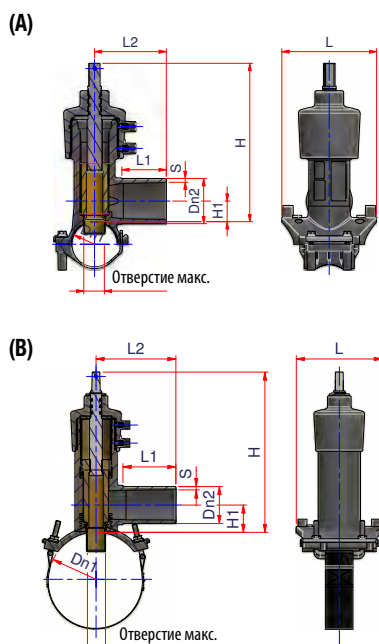 (A)
L2
L
H
L1
S
Dn2
H1
Отверстие макс.
(B)
L2
L
H
L1
S
Dn2
H1
Dn1
Отверстие макс.